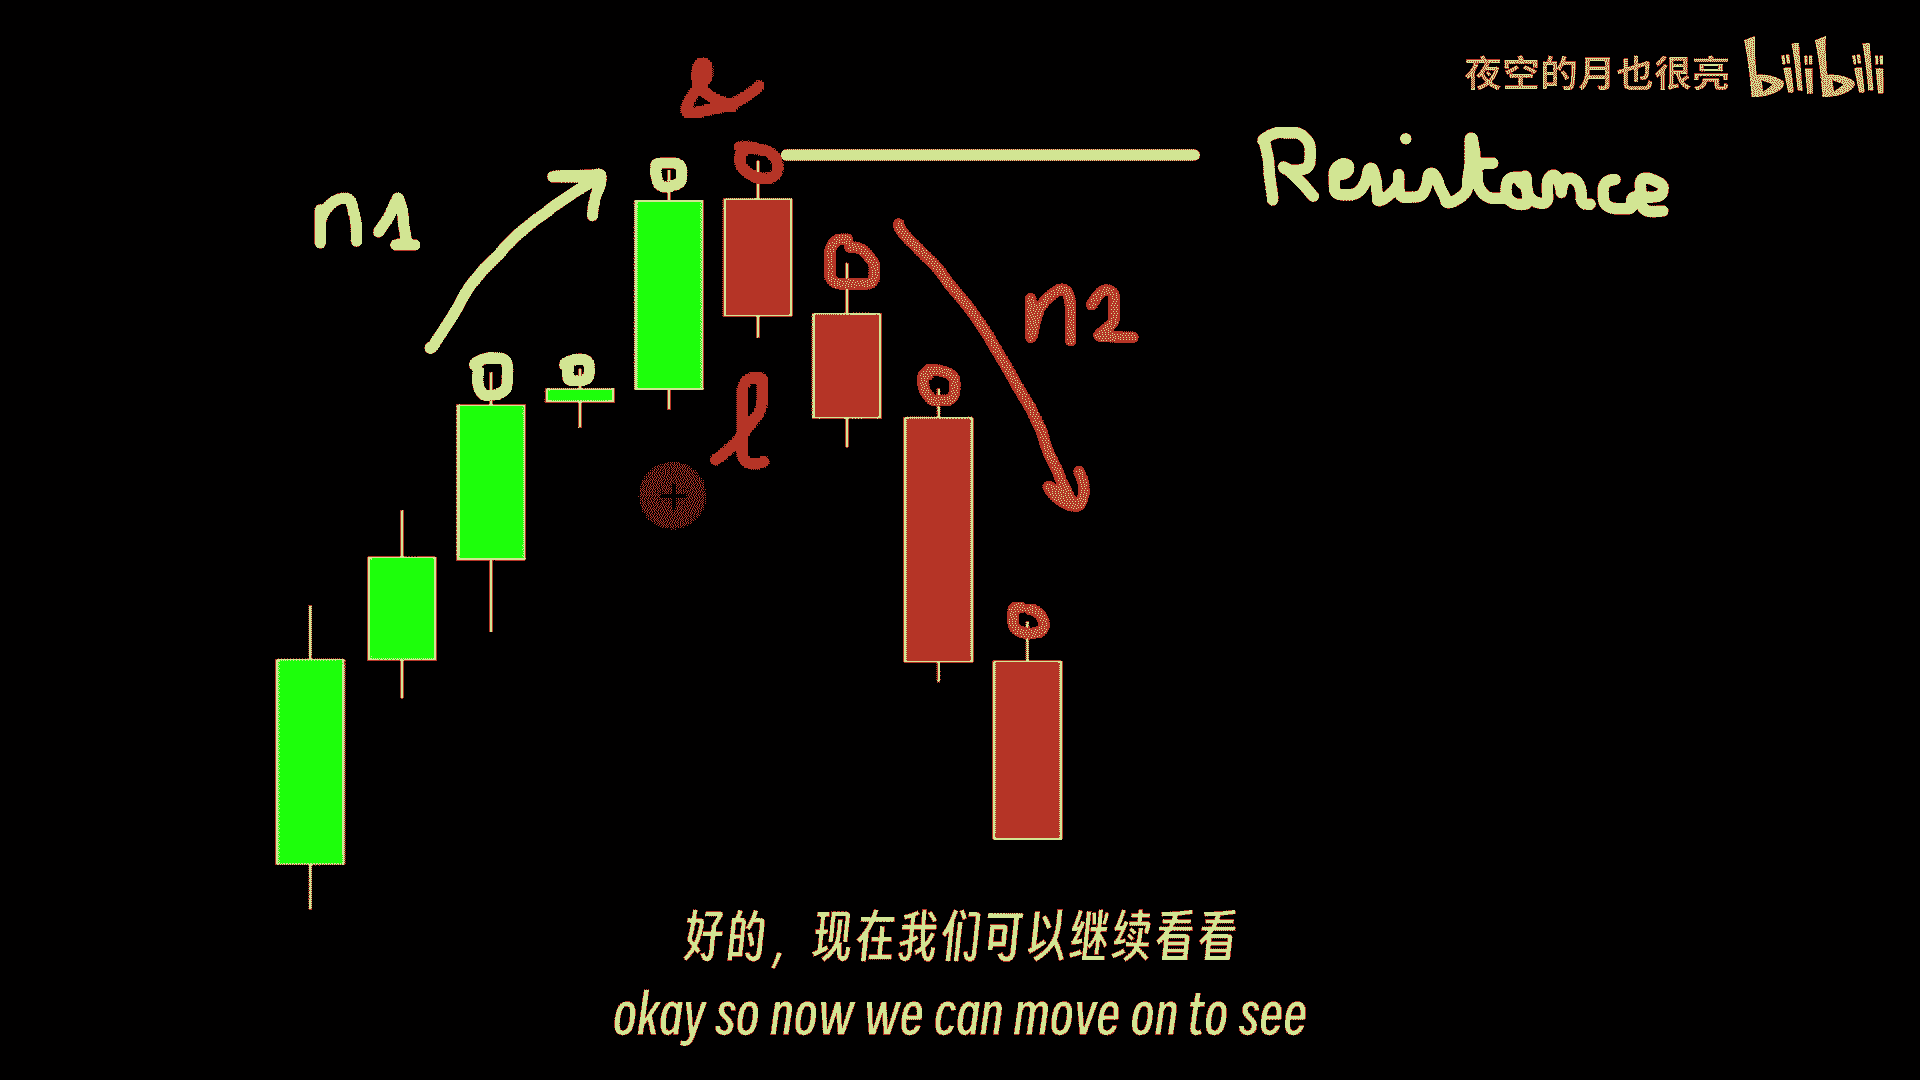 夜空的月也很亮 bilibili
Resistance
n1
n2
l
好的，现在我们可以继续看看
okay so now we can move on to see